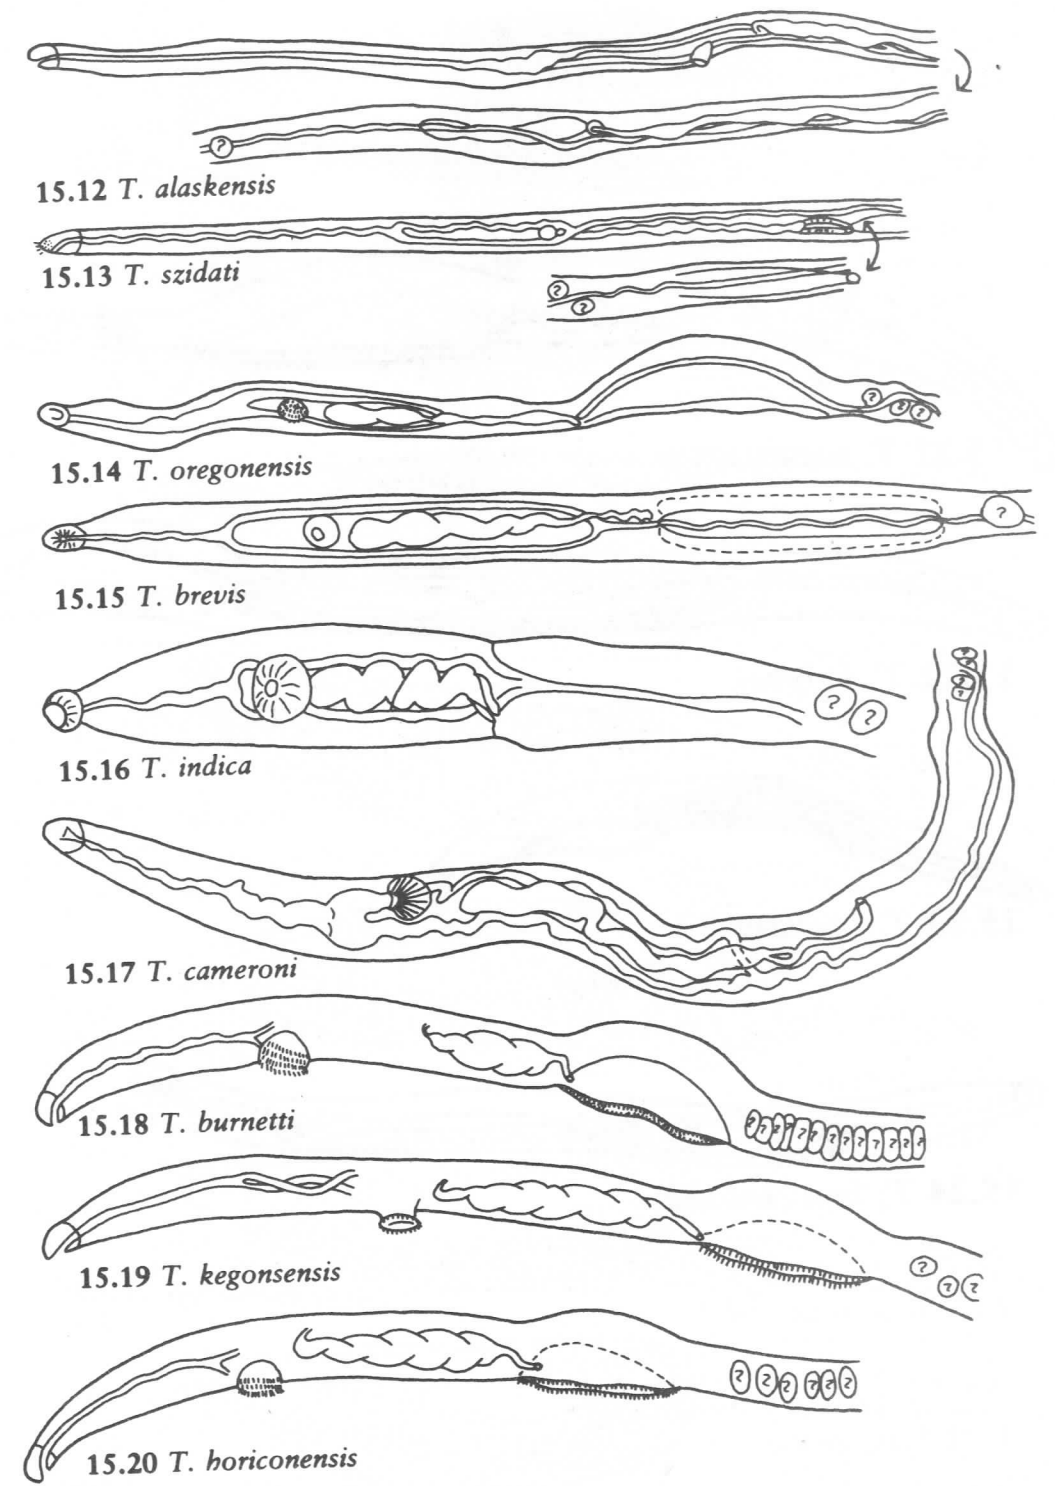 ?
15.12 T. alaskensis
15.13 T. szidati
?
?
? ? ?
15.14 T. oregonensis
?
15.15 T. brevis
? ?
15.16 T. indica
?
?
?
?
15.17 T. cameroni
? ? ? ? ? ? ? ? ? ? ? ?
15.18 T. burnetti
15.19 T. kegonsensis
? ? ?
? ? ? ? ? ?
15.20 T. horiconensis